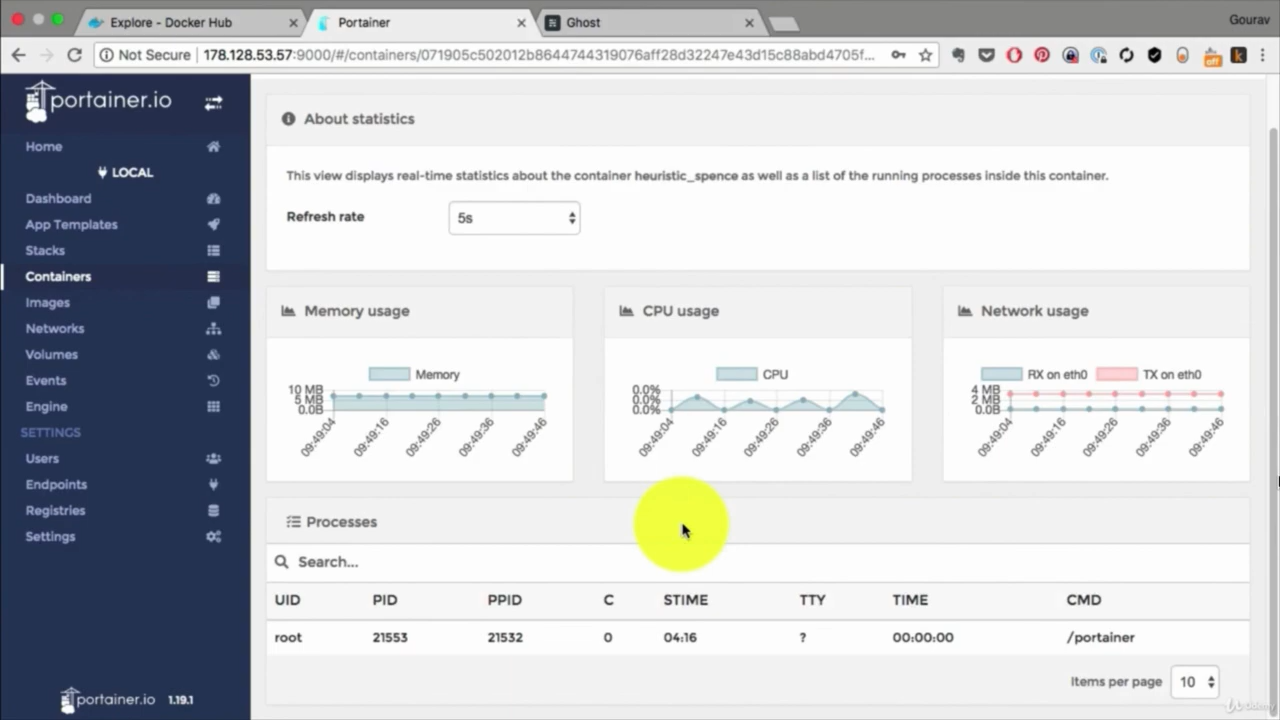 Explore - Docker Hub
Portainer
Ghost
Gourav
Not Secure 178.128.53.57:9000/#/containers/071905c502012b8644744319076aff28d32247e43d15c88abd4705f...
off
k
portainer.io
Home
LOCAL
Dashboard
App Templates
Stacks
Containers
Images
Networks
Volumes
Events
Engine
SETTINGS
Users
Endpoints
Registries
Settings
portainer.io 1.19.1
About statistics
This view displays real-time statistics about the container heuristic_spence as well as a list of the running processes inside this container.
Refresh rate 5s
Memory usage
Memory
10 MB
5 MB
0.0B
09:49:04 09:49:16 09:49:26 09:49:36 09:49:46
CPU usage
CPU
0.0%
0.0%
0.0%
09:49:04 09:49:16 09:49:26 09:49:36 09:49:46
Network usage
RX on eth0 TX on eth0
4 MB
2 MB
0.0B
09:49:04 09:49:16 09:49:26 09:49:36 09:49:46
Processes
Search...
UID PID PPID C STIME TTY TIME CMD
root 21553 21532 0 04:16 ? 00:00:00 /portainer
Items per page 10
Udemy